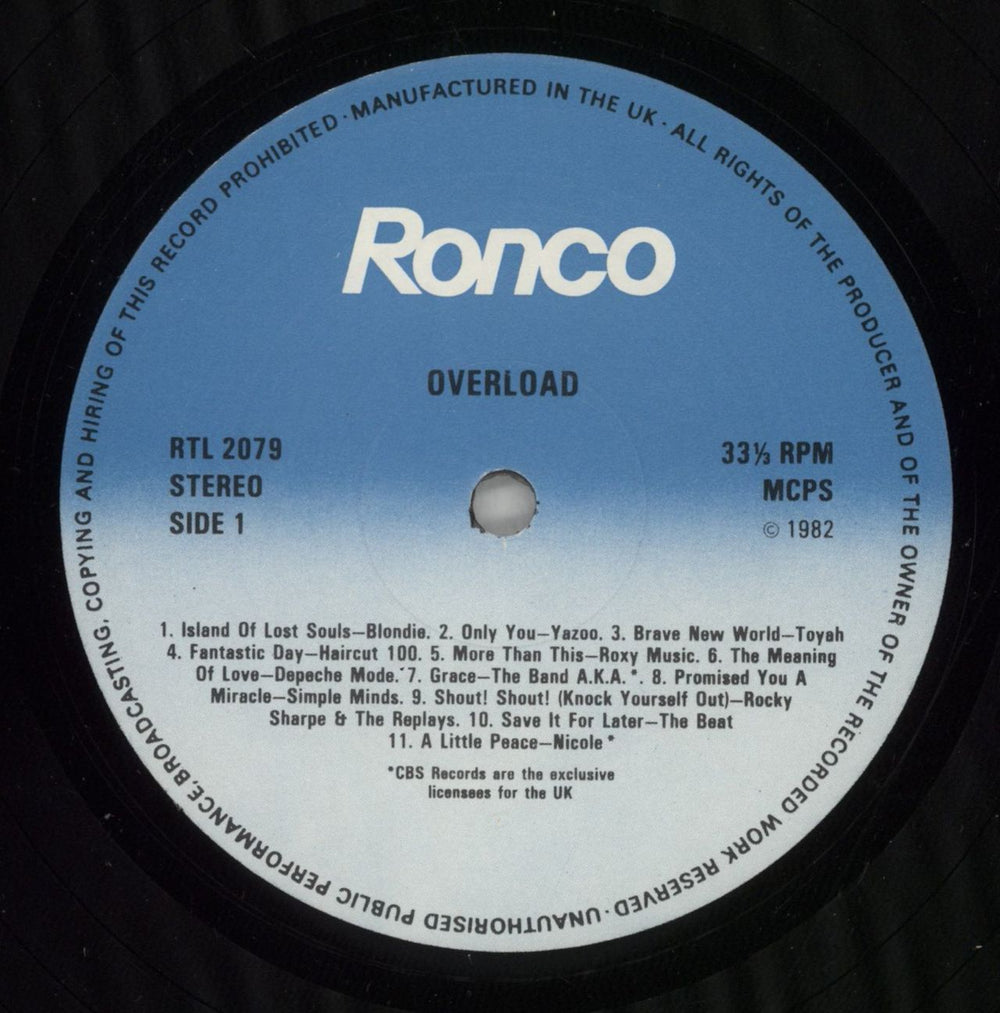 UNAUTHORISED PUBLIC PERFORMANCE,BROADCASTING, COPYING AND HIRING OF THIS RECORD PROHIBITED · MANUFACTURED IN THE UK · ALL RIGHTS OF THE PRODUCER AND OF THE OWNER OF THE RECORDED WORK RESERVED ·
Ronco
OVERLOAD
RTL 2079
STEREO
SIDE 1
33⅓ RPM
MCPS
© 1982
1. Island Of Lost Souls–Blondie. 2. Only You–Yazoo. 3. Brave New World–Toyah
4. Fantastic Day–Haircut 100. 5. More Than This–Roxy Music. 6. The Meaning
Of Love–Depeche Mode. 7. Grace–The Band A.K.A.*. 8. Promised You A
Miracle–Simple Minds. 9. Shout! Shout! (Knock Yourself Out)–Rocky
Sharpe & The Replays. 10. Save It For Later–The Beat
11. A Little Peace–Nicole*
*CBS Records are the exclusive
licensees for the UK